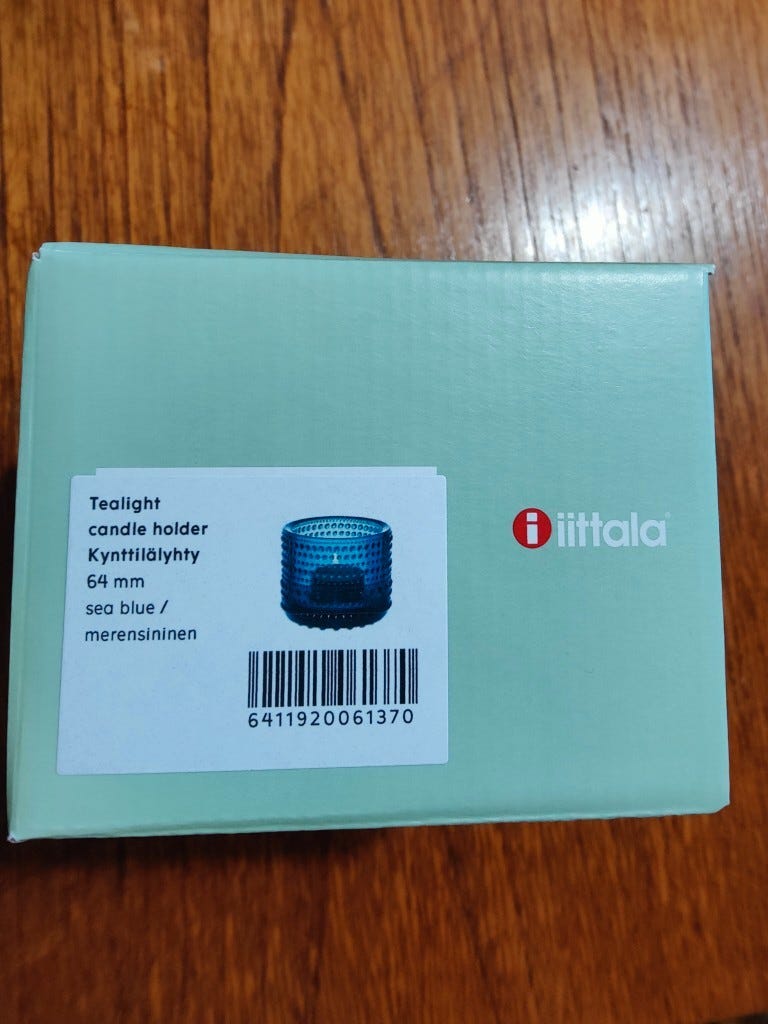 Tealight
candle holder
Kynttilälyhty
64 mm
sea blue /
merensininen
6411920061370
i iittala®